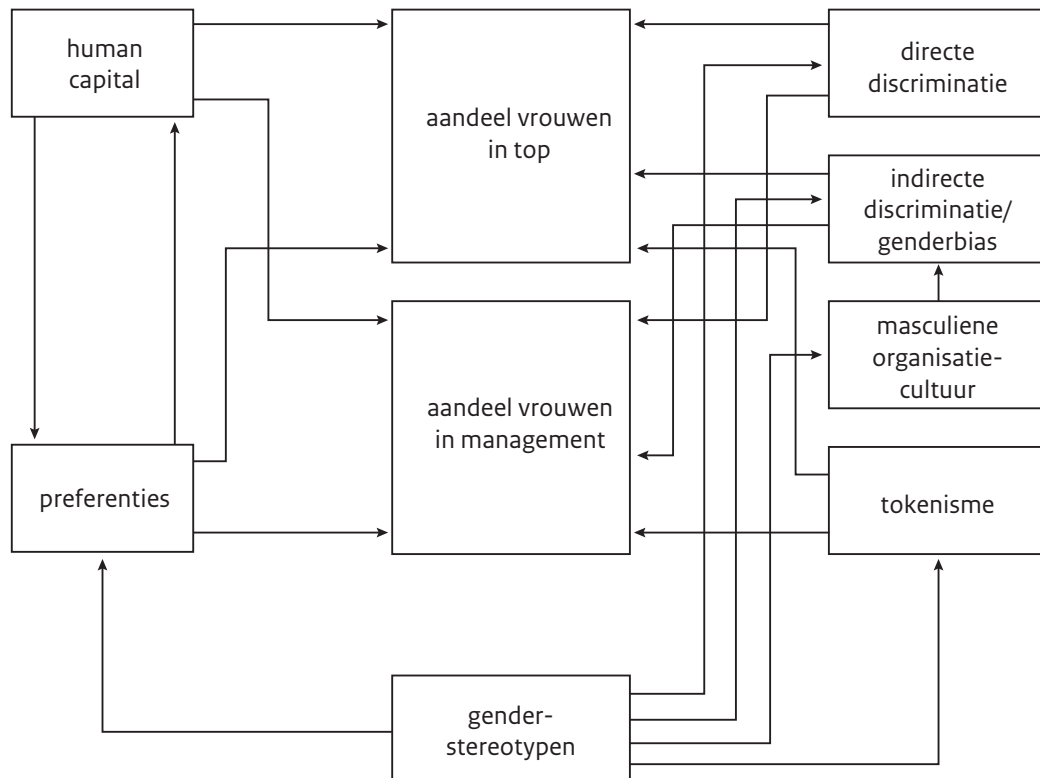 human
capital
aandeel vrouwen
in top
directe
discriminatie
indirecte
discriminatie/
genderbias
masculiene
organisatie-
cultuur
aandeel vrouwen
in management
preferenties
tokenisme
gender-
stereotypen